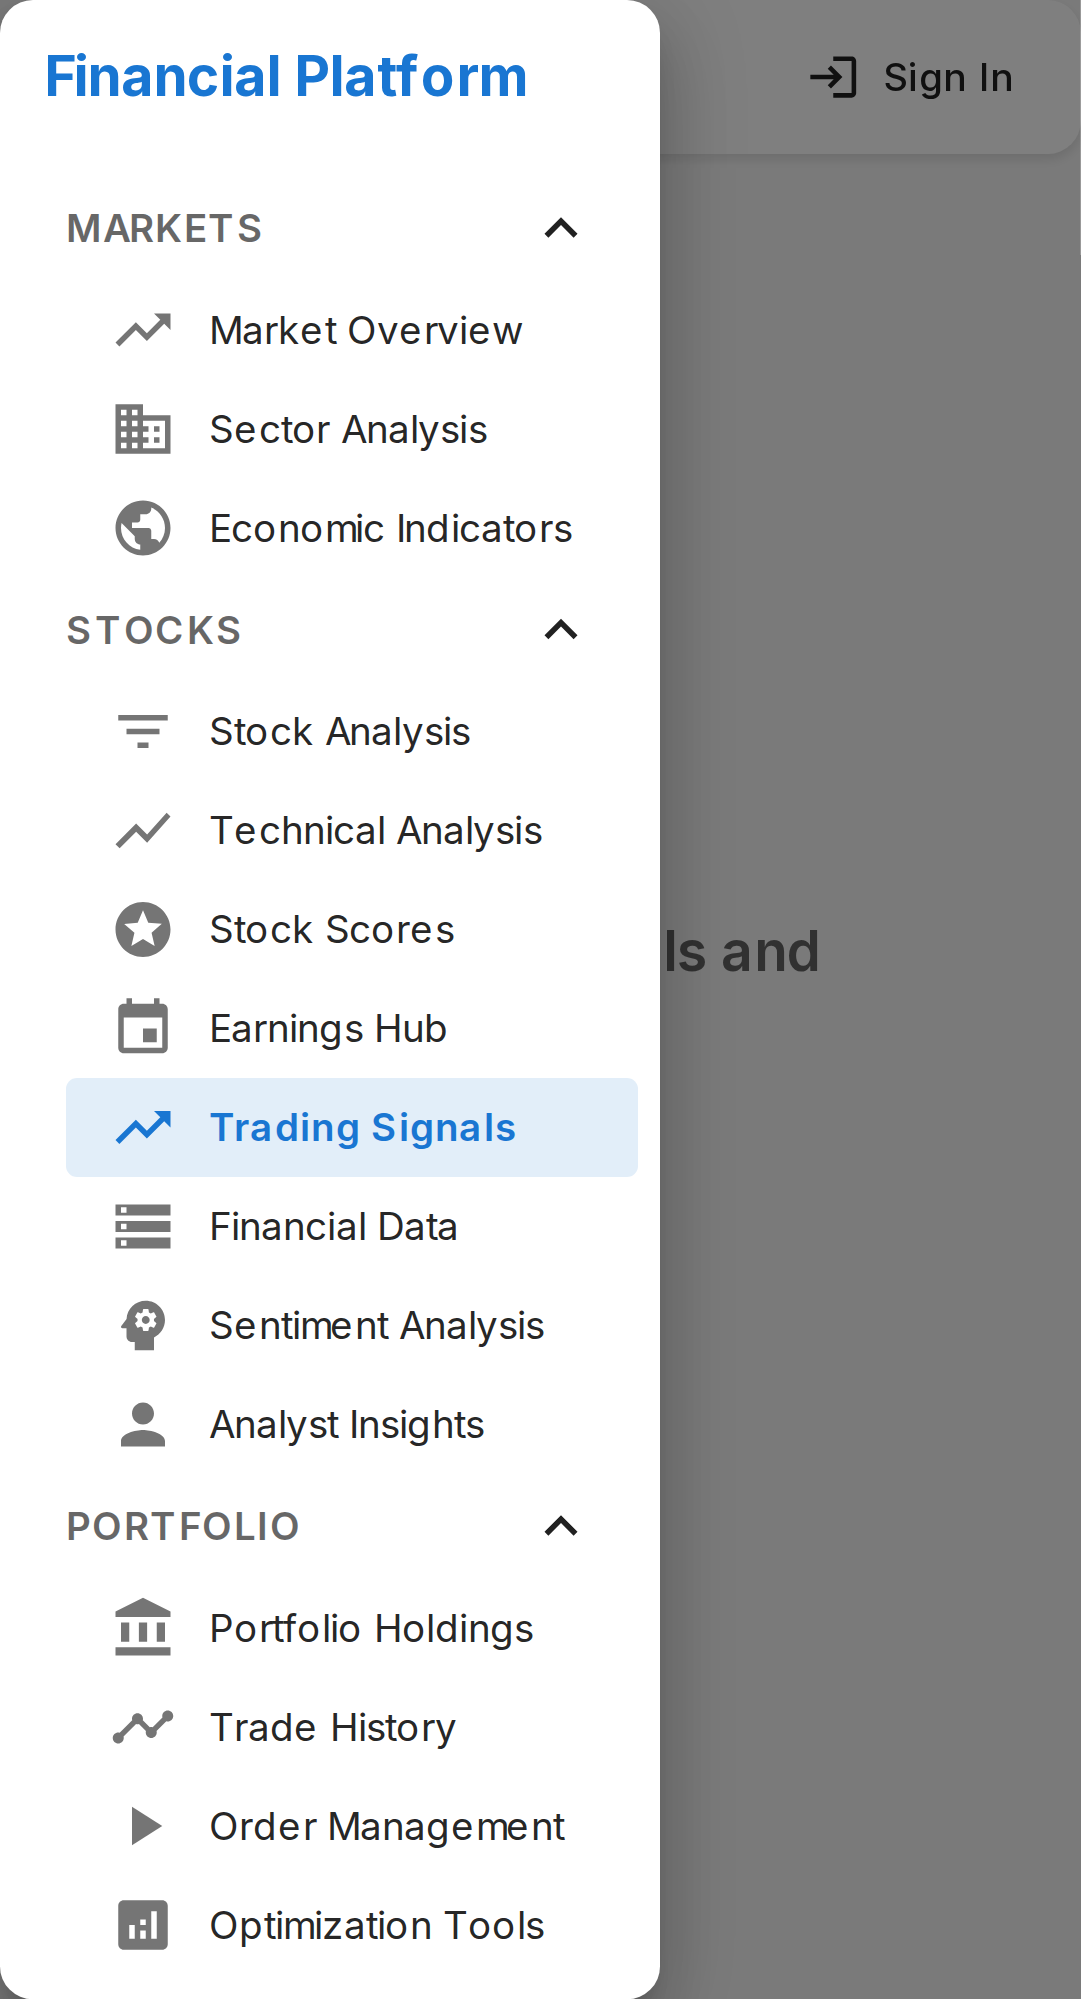 Financial Platform
Sign In
MARKETS
Market Overview
Sector Analysis
Economic Indicators
STOCKS
Stock Analysis
Technical Analysis
Stock Scores
Earnings Hub
ls and
Trading Signals
Financial Data
Sentiment Analysis
Analyst Insights
PORTFOLIO
Portfolio Holdings
Trade History
Order Management
Optimization Tools